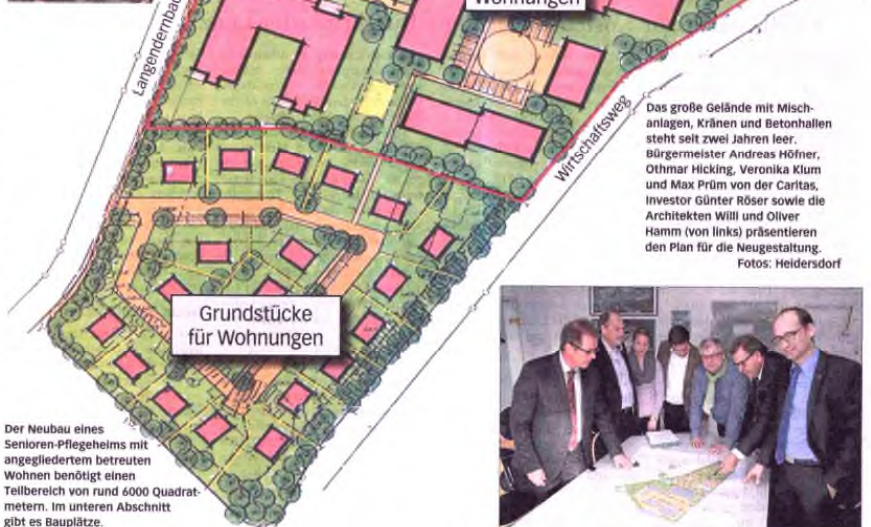 Wohnungen
Langendernbac
Wirtschaftsweg
Das große Gelände mit Misch-
anlagen, Kränen und Betonhallen
steht seit zwei Jahren leer.
Bürgermeister Andreas Höfner,
Othmar Hicking, Veronika Klum
und Max Prüm von der Caritas,
Investor Günter Röser sowie die
Architekten Willi und Oliver
Hamm (von links) präsentieren
den Plan für die Neugestaltung.
Fotos: Heidersdorf
Grundstücke
für Wohnungen
Der Neubau eines
Senioren-Pflegeheims mit
angegliedertem betreuten
Wohnen benötigt einen
Teilbereich von rund 6000 Quadrat-
metern. Im unteren Abschnitt
gibt es Bauplätze.